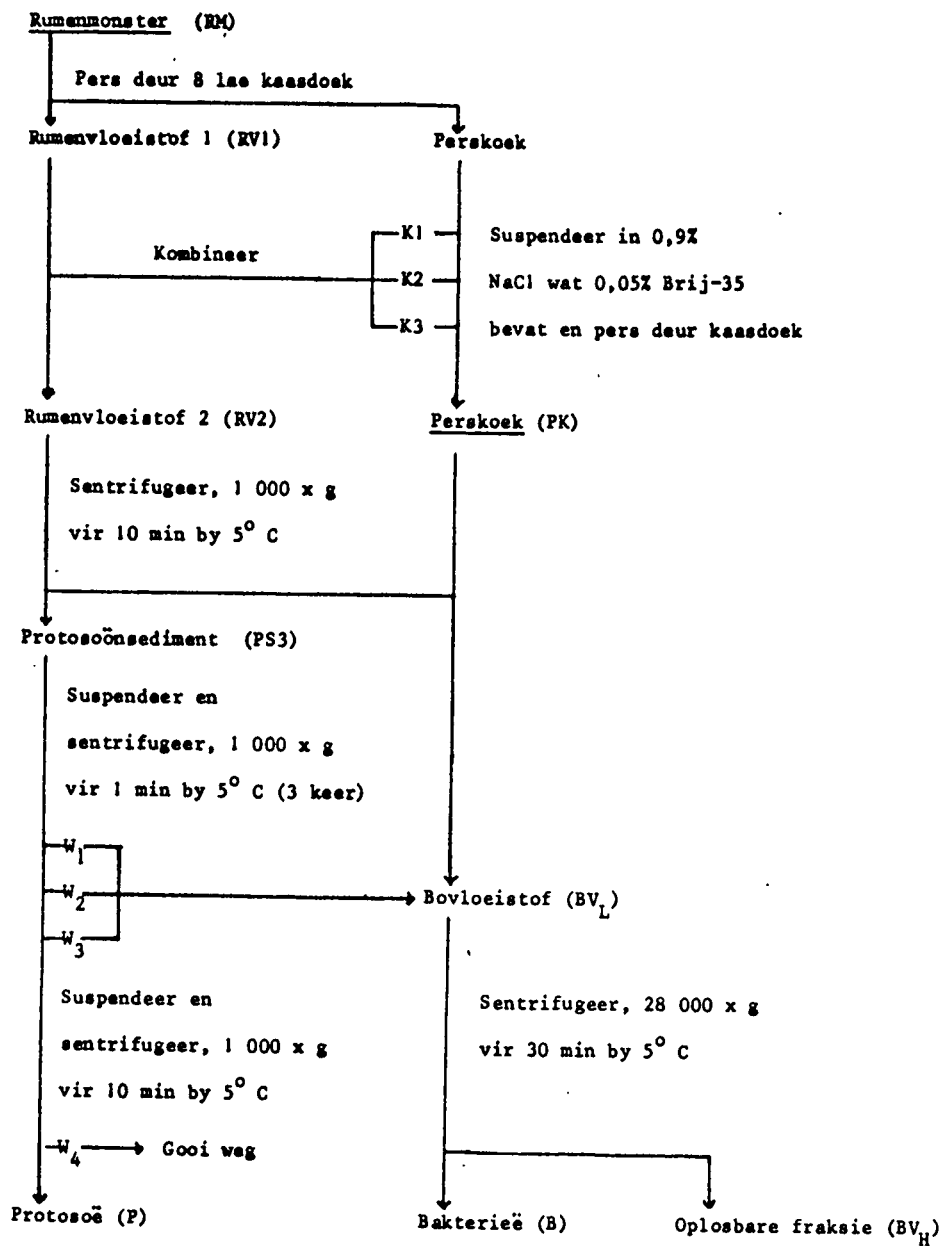 Rumenmonster (RM)
Pers deur 8 lae kaasdoek
Rumenvloeistof 1 (RV1)
Perskoek
K1
Suspendeer in 0,9%
Kombineer
K2
NaCl wat 0,05% Brij-35
K3
bevat en pers deur kaasdoek
Rumenvloeistof 2 (RV2)
Perskoek (PK)
Sentrifugeer, 1 000 x g
vir 10 min by 5° C
Protosoönsediment (PS3)
Suspendeer en
sentrifugeer, 1 000 x g
vir 1 min by 5° C (3 keer)
W1
W2
W3
Bovloeistof (BVL)
Suspendeer en
sentrifugeer, 1 000 x g
vir 10 min by 5° C
Sentrifugeer, 28 000 x g
vir 30 min by 5° C
W4
Gooi weg
Protosoë (P)
Bakterieë (B)
Oplosbare fraksie (BVH)